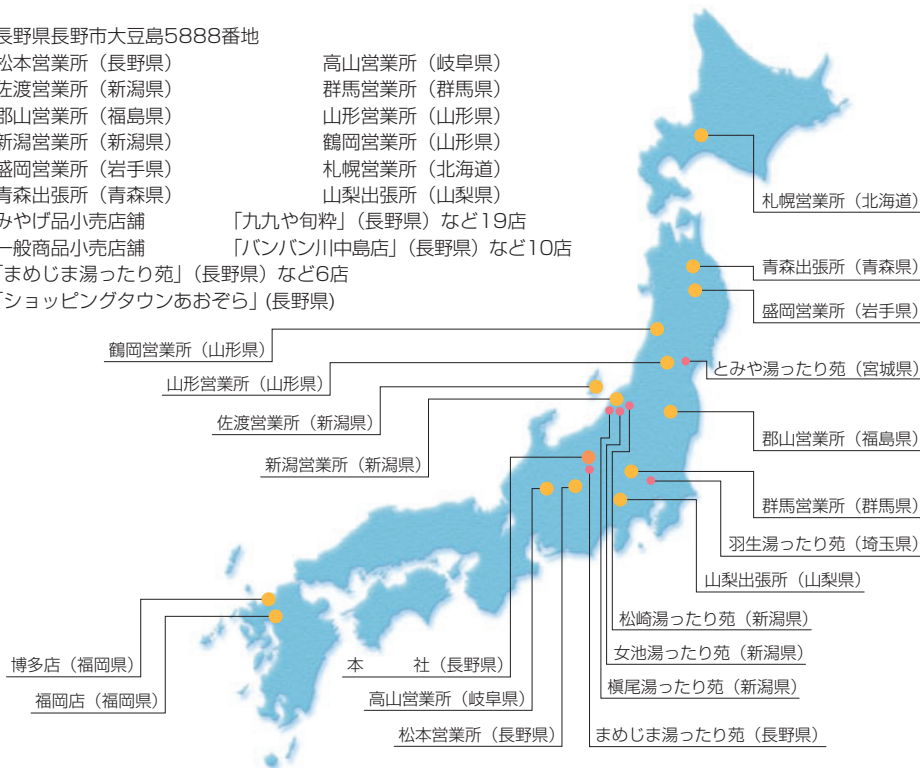 長野県長野市大豆島5888番地
松本営業所（長野県） 高山営業所（岐阜県）
佐渡営業所（新潟県） 群馬営業所（群馬県）
郡山営業所（福島県） 山形営業所（山形県）
新潟営業所（新潟県） 鶴岡営業所（山形県）
盛岡営業所（岩手県） 札幌営業所（北海道）
青森出張所（青森県） 山梨出張所（山梨県）
みやげ品小売店舗 「九九や旬粋」（長野県）など19店
一般商品小売店舗 「バンバン川中島店」（長野県）など10店
「まめじま湯ったり苑」（長野県）など6店
「ショッピングタウンあおぞら」(長野県)
札幌営業所（北海道）
青森出張所（青森県）
盛岡営業所（岩手県）
鶴岡営業所（山形県）
とみや湯ったり苑（宮城県）
山形営業所（山形県）
佐渡営業所（新潟県）
郡山営業所（福島県）
新潟営業所（新潟県）
群馬営業所（群馬県）
羽生湯ったり苑（埼玉県）
山梨出張所（山梨県）
松崎湯ったり苑（新潟県）
女池湯ったり苑（新潟県）
槇尾湯ったり苑（新潟県）
博多店（福岡県）
本　　社（長野県）
福岡店（福岡県）
高山営業所（岐阜県）
松本営業所（長野県）
まめじま湯ったり苑（長野県）